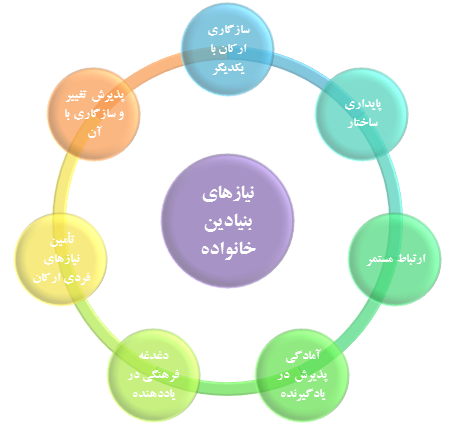 سازگاری
ارکان با
یکدیگر
پایداری
ساختار
ارتباط مستمر
آمادگی
پذیرش در
یادگیرنده
دغدغه
فرهنگی در
یاددهنده
تأمین
نیازهای
فردی ارکان
پذیرش تغییر
و سازگاری با
آن
نیازهای
بنیادین
خانواده